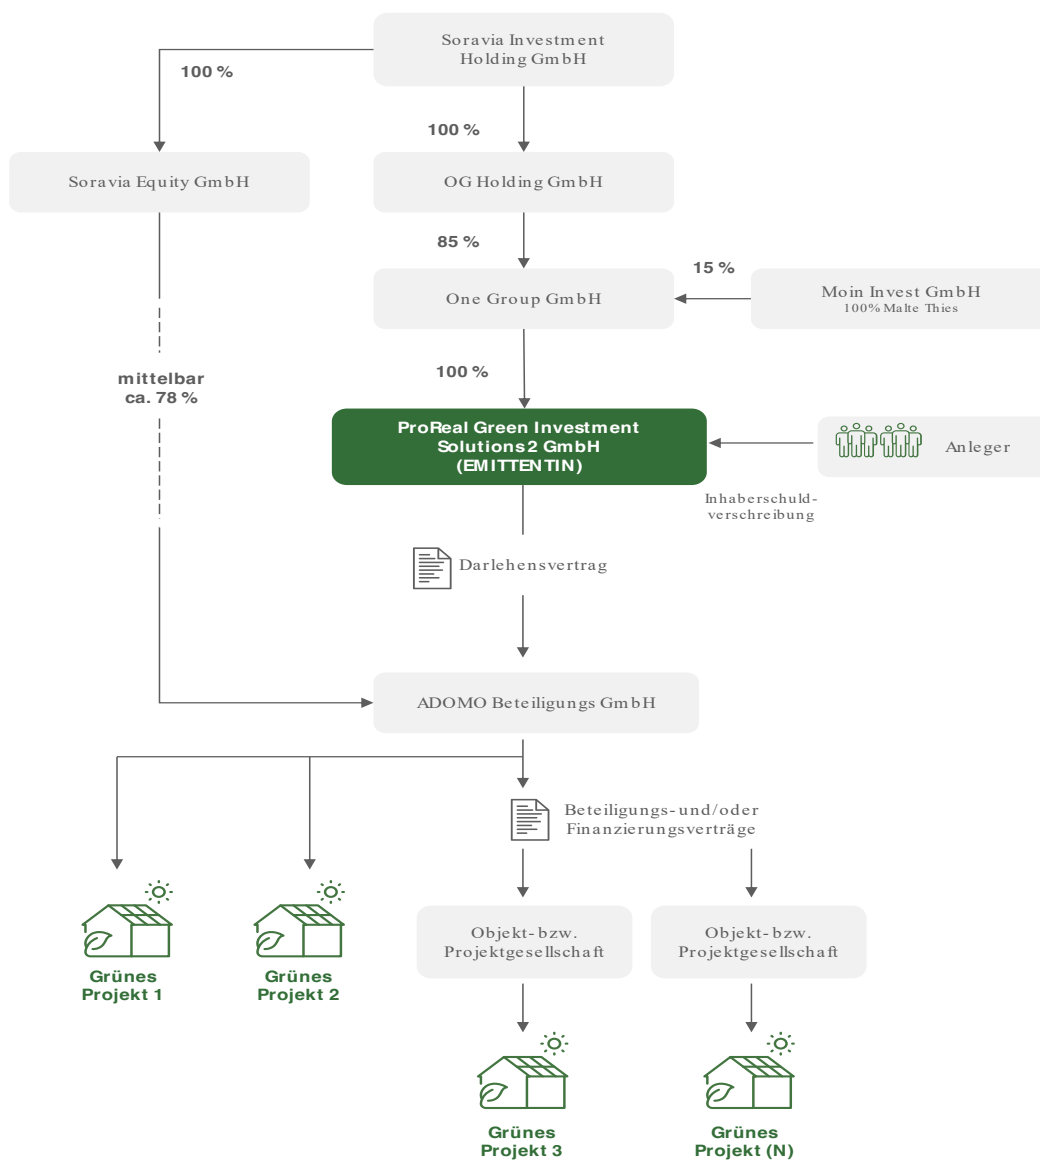 Soravia Investment
Holding GmbH
100 %
100 %
Soravia Equity GmbH
OG Holding GmbH
85 %
15 %
One Group GmbH
Moin Invest GmbH
100% Malte Thies
100 %
mittelbar
ca. 78 %
ProReal Green Investment
Solutions 2 GmbH
(EMITTENTIN)
Anleger
Inhaberschuld-
verschreibung
Darlehensvertrag
ADOMO Beteiligungs GmbH
Beteiligungs- und/oder
Finanzierungsverträge
Objekt- bzw.
Projektgesellschaft
Objekt- bzw.
Projektgesellschaft
Grünes
Projekt 1
Grünes
Projekt 2
Grünes
Projekt 3
Grünes
Projekt (N)